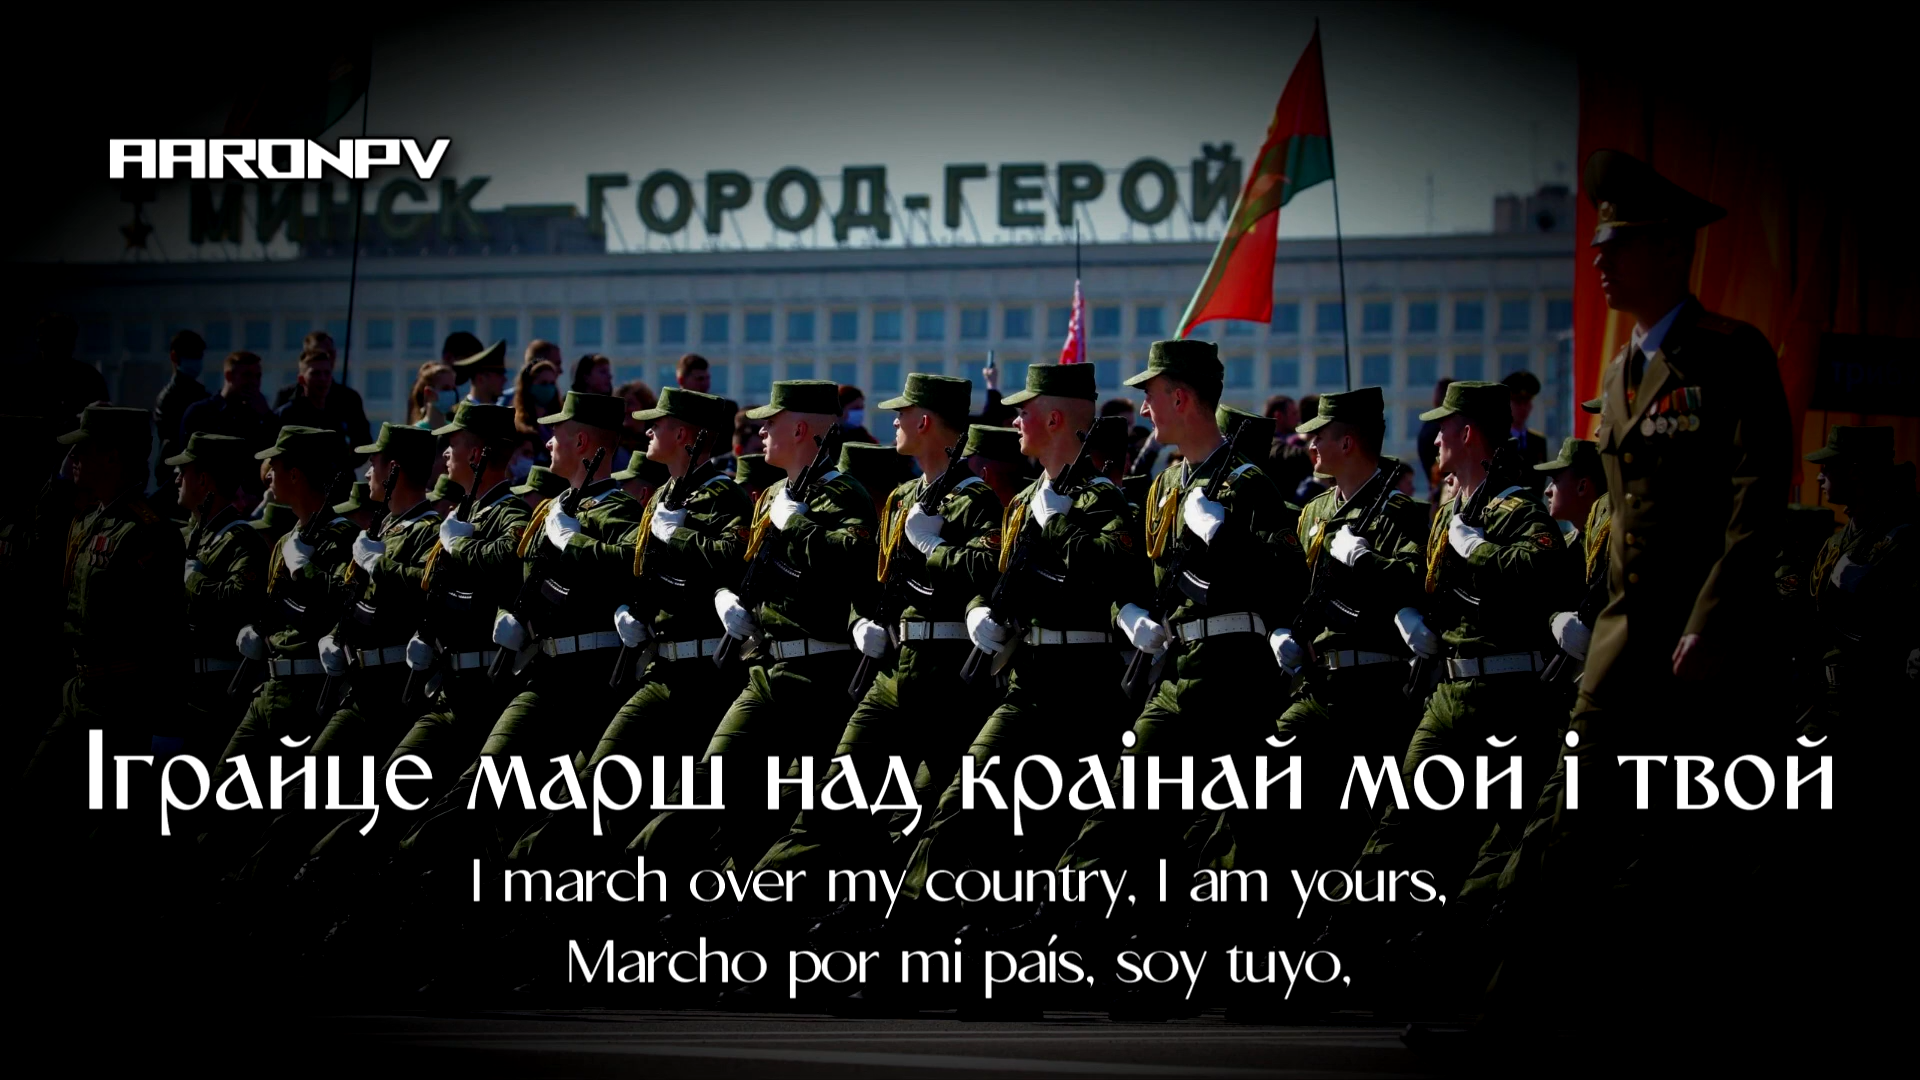 AARONPV
МИНСК — ГОРОД-ГЕРОЙ
Іграйце марш над краінай мой і твой
I march over my country, I am yours,
Marcho por mi país, soy tuyo,